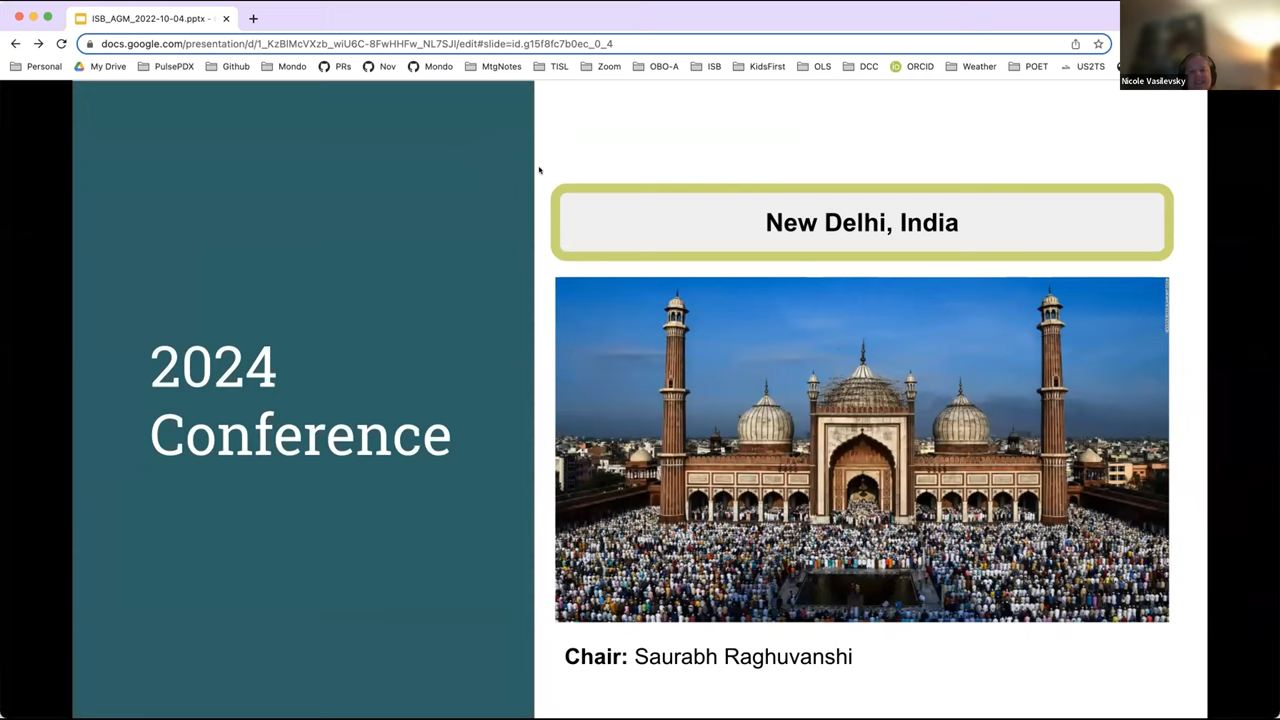 ISB_AGM_2022-10-04.pptx -
docs.google.com/presentation/d/1_KzBlMcVXzb_wiU6C-8FwHHFw_NL7SJI/edit#slide=id.g15f8fc7b0ec_0_4
Personal My Drive PulsePDX Github Mondo PRs Nov Mondo MtgNotes TISL Zoom OBO-A ISB KidsFirst OLS DCC ORCID Weather POET US2TS
Nicole Vasilevsky
New Delhi, India
2024
Conference
Chair: Saurabh Raghuvanshi